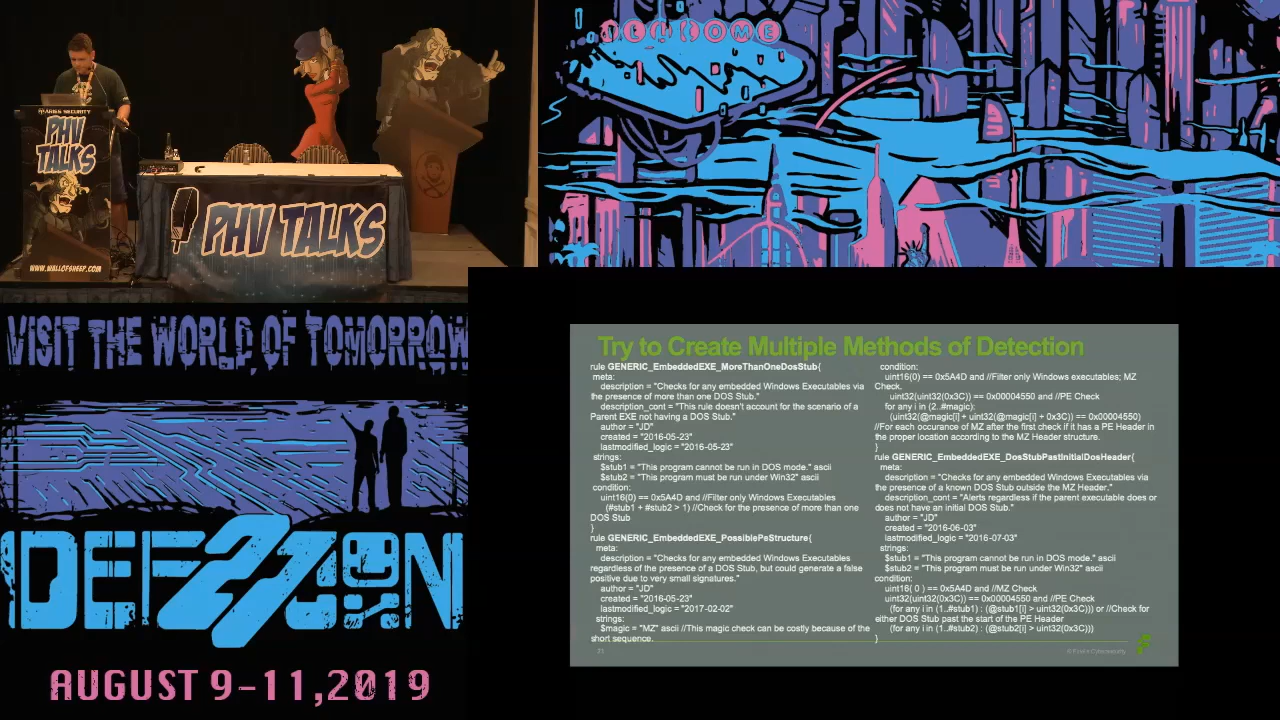 ARIES SECURITY
PHV
TALKS
WWW.WALLOFSHEEP.COM
PHV TALKS
WELCOME
VISIT THE WORLD OF TOMORROW
DEF CON
27
AUGUST 9-11,2019
Try to Create Multiple Methods of Detection
rule GENERIC_EmbeddedEXE_MoreThanOneDosStub{
meta:
description = "Checks for any embedded Windows Executables via
the presence of more than one DOS Stub."
description_cont = "This rule doesn't account for the scenario of a
Parent EXE not having a DOS Stub."
author = "JD"
created = "2016-05-23"
lastmodified_logic = "2016-05-23"
strings:
$stub1 = "This program cannot be run in DOS mode." ascii
$stub2 = "This program must be run under Win32" ascii
condition:
uint16(0) == 0x5A4D and //Filter only Windows Executables
(#stub1 + #stub2 > 1) //Check for the presence of more than one
DOS Stub
}
rule GENERIC_EmbeddedEXE_PossiblePeStructure{
meta:
description = "Checks for any embedded Windows Executables
regardless of the presence of a DOS Stub, but could generate a false
positive due to very small signatures."
author = "JD"
created = "2016-05-23"
lastmodified_logic = "2017-02-02"
strings:
$magic = "MZ" ascii //This magic check can be costly because of the
short sequence.
condition:
uint16(0) == 0x5A4D and //Filter only Windows executables; MZ
Check.
uint32(uint32(0x3C)) == 0x00004550 and //PE Check
for any i in (2..#magic):
(uint32(@magic[i] + uint32(@magic[i] + 0x3C)) == 0x00004550)
//For each occurance of MZ after the first check if it has a PE Header in
the proper location according to the MZ Header structure.
}
rule GENERIC_EmbeddedEXE_DosStubPastInitialDosHeader{
meta:
description = "Checks for any embedded Windows Executables via
the presence of a known DOS Stub outside the MZ Header."
description_cont = "Alerts regardless if the parent executable does or
does not have an initial DOS Stub."
author = "JD"
created = "2016-06-03"
lastmodified_logic = "2016-07-03"
strings:
$stub1 = "This program cannot be run in DOS mode." ascii
$stub2 = "This program must be run under Win32" ascii
condition:
uint16( 0 ) == 0x5A4D and //MZ Check
uint32(uint32(0x3C)) == 0x00004550 and //PE Check
(for any i in (1..#stub1) : (@stub1[i] > uint32(0x3C))) or //Check for
either DOS Stub past the start of the PE Header
(for any i in (1..#stub2) : (@stub2[i] > uint32(0x3C)))
}